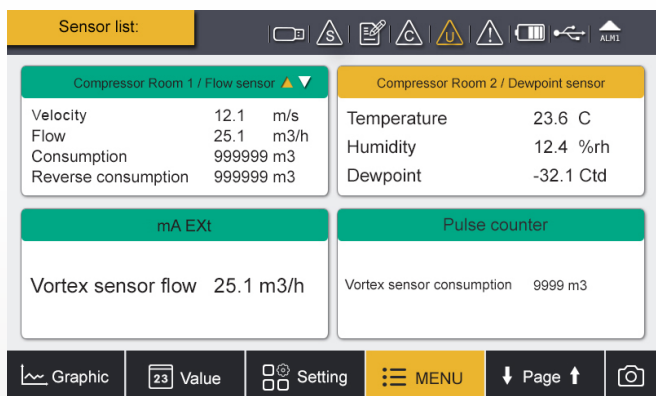 Sensor list:
S C U ! ALM1
Compressor Room 1 / Flow sensor
Velocity 12.1 m/s
Flow 25.1 m3/h
Consumption 999999 m3
Reverse consumption 999999 m3
Compressor Room 2 / Dewpoint sensor
Temperature 23.6 C
Humidity 12.4 %rh
Dewpoint -32.1 Ctd
mA EXt
Vortex sensor flow 25.1 m3/h
Pulse counter
Vortex sensor consumption 9999 m3
Graphic 23 Value Setting MENU Page